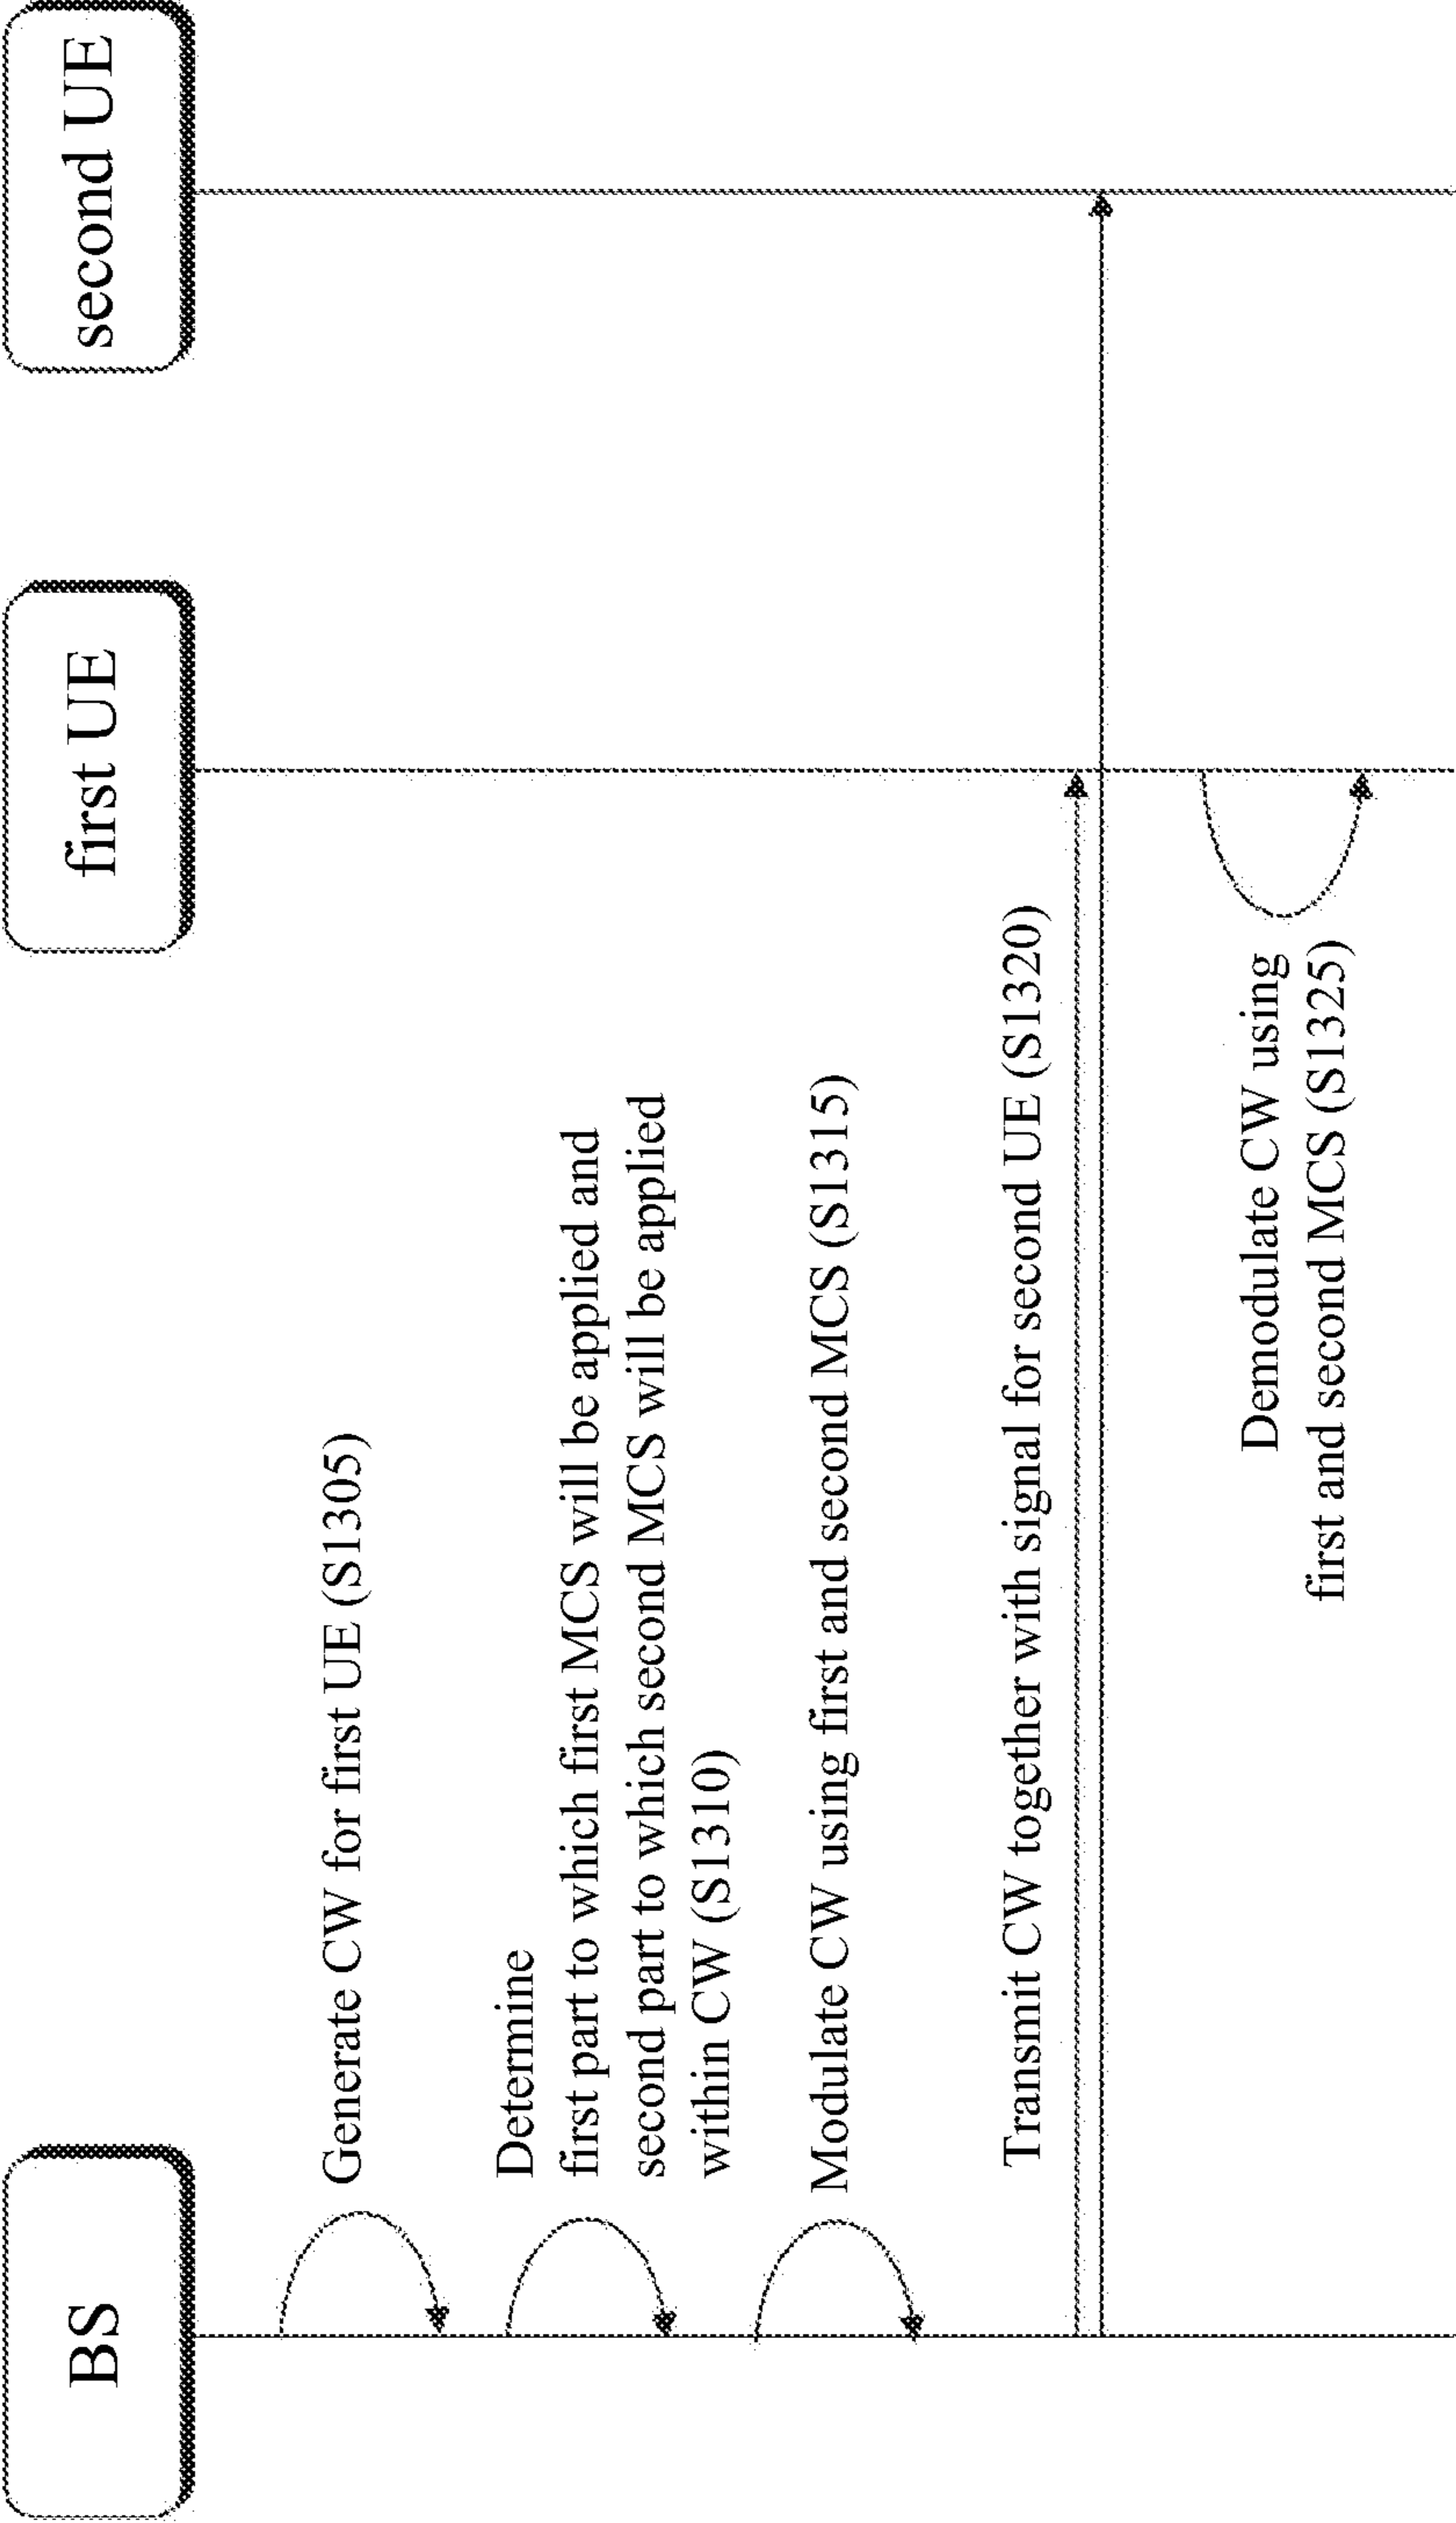 BS
first UE
second UE
Generate CW for first UE (S1305)
Determine
first part to which first MCS will be applied and
second part to which second MCS will be applied
within CW (S1310)
Modulate CW using first and second MCS (S1315)
Transmit CW together with signal for second UE (S1320)
Demodulate CW using
first and second MCS (S1325)